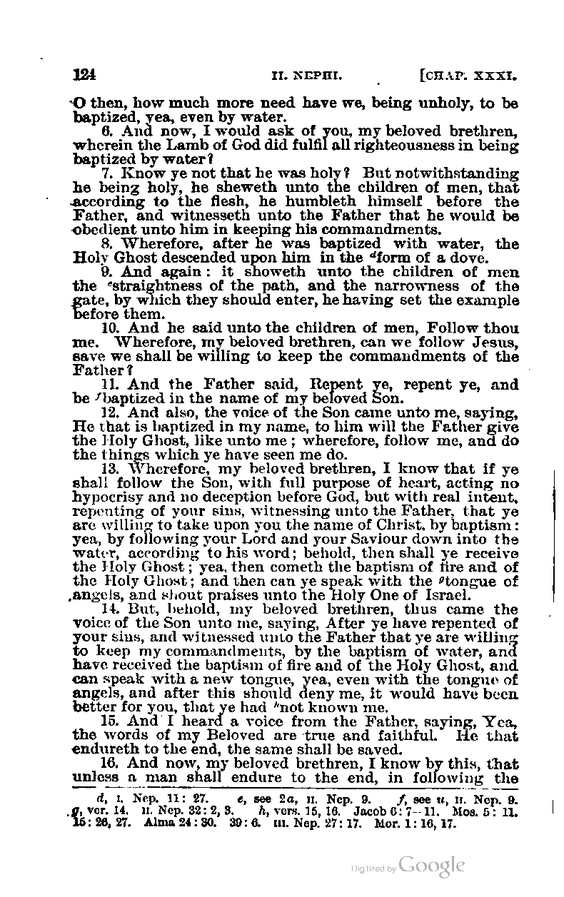 124 II. NEPHI. [CHAP. XXXI.
O then, how much more need have we, being unholy, to be
baptized, yea, even by water.
6. And now, I would ask of you, my beloved brethren,
wherein the Lamb of God did fulfil all righteousness in being
baptized by water?
7. Know ye not that he was holy? But notwithstanding
he being holy, he sheweth unto the children of men, that
according to the flesh, he humbleth himself before the
Father, and witnesseth unto the Father that he would be
obedient unto him in keeping his commandments.
8. Wherefore, after he was baptized with water, the
Holy Ghost descended upon him in the dform of a dove.
9. And again: it showeth unto the children of men
the estraightness of the path, and the narrowness of the
gate, by which they should enter, he having set the example
before them.
10. And he said unto the children of men, Follow thou
me. Wherefore, my beloved brethren, can we follow Jesus,
save we shall be willing to keep the commandments of the
Father?
11. And the Father said, Repent ye, repent ye, and
be fbaptized in the name of my beloved Son.
12. And also, the voice of the Son came unto me, saying,
He that is baptized in my name, to him will the Father give
the Holy Ghost, like unto me; wherefore, follow me, and do
the things which ye have seen me do.
13. Wherefore, my beloved brethren, I know that if ye
shall follow the Son, with full purpose of heart, acting no
hypocrisy and no deception before God, but with real intent,
repenting of your sins, witnessing unto the Father, that ye
are willing to take upon you the name of Christ, by baptism:
yea, by following your Lord and your Saviour down into the
water, according to his word; behold, then shall ye receive
the Holy Ghost; yea, then cometh the baptism of fire and of
the Holy Ghost; and then can ye speak with the gtongue of
angels, and shout praises unto the Holy One of Israel.
14. But, behold, my beloved brethren, thus came the
voice of the Son unto me, saying, After ye have repented of
your sins, and witnessed unto the Father that ye are willing
to keep my commandments, by the baptism of water, and
have received the baptism of fire and of the Holy Ghost, and
can speak with a new tongue, yea, even with the tongue of
angels, and after this should deny me, it would have been
better for you, that ye had hnot known me.
15. And I heard a voice from the Father, saying, Yea,
the words of my Beloved are true and faithful. He that
endureth to the end, the same shall be saved.
16. And now, my beloved brethren, I know by this, that
unless a man shall endure to the end, in following the
d, I. Nep. 11: 27. e, see 2a, II. Nep. 9. f, see u, II. Nep. 9.
g, ver. 14. II. Nep. 32: 2, 3. h, vers. 15, 16. Jacob 6: 7--11. Mos. 5: 11.
15: 26, 27. Alma 24: 30. 39: 6. III. Nep. 27: 17. Mor. 1: 16, 17.
Digitized by Google